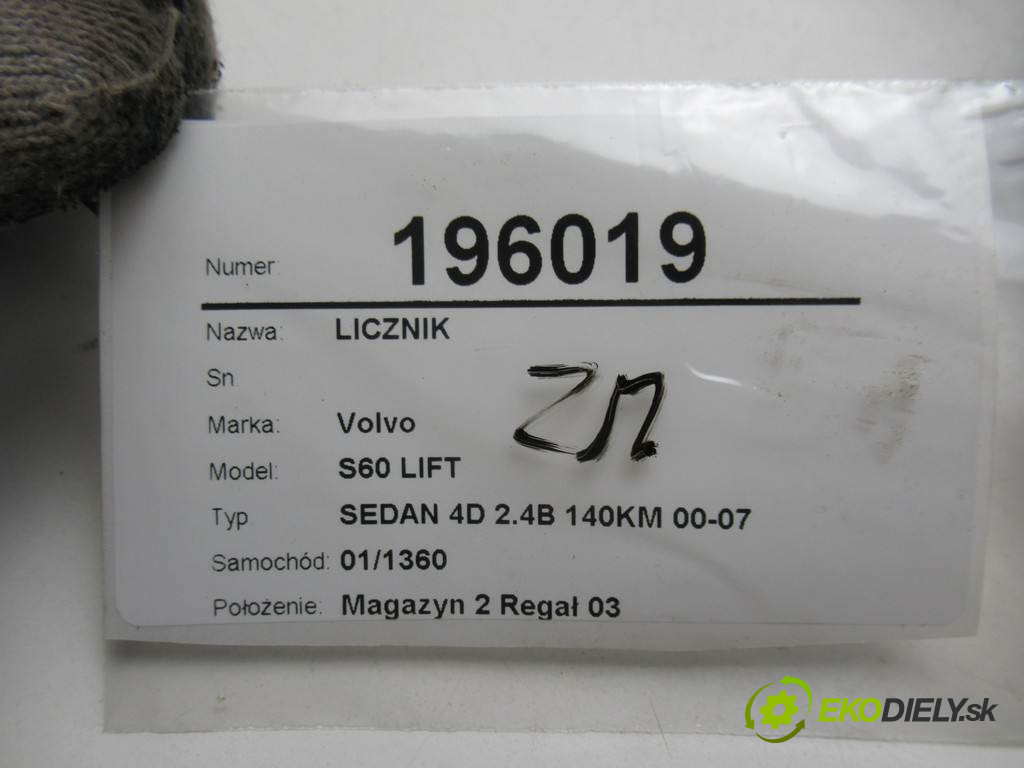 Numer: 196019
Nazwa: LICZNIK
Sn
Marka: Volvo
Model: S60 LIFT
Typ SEDAN 4D 2.4B 140KM 00-07
Samochód: 01/1360
Położenie: Magazyn 2 Regał 03
EKODIELY.sk